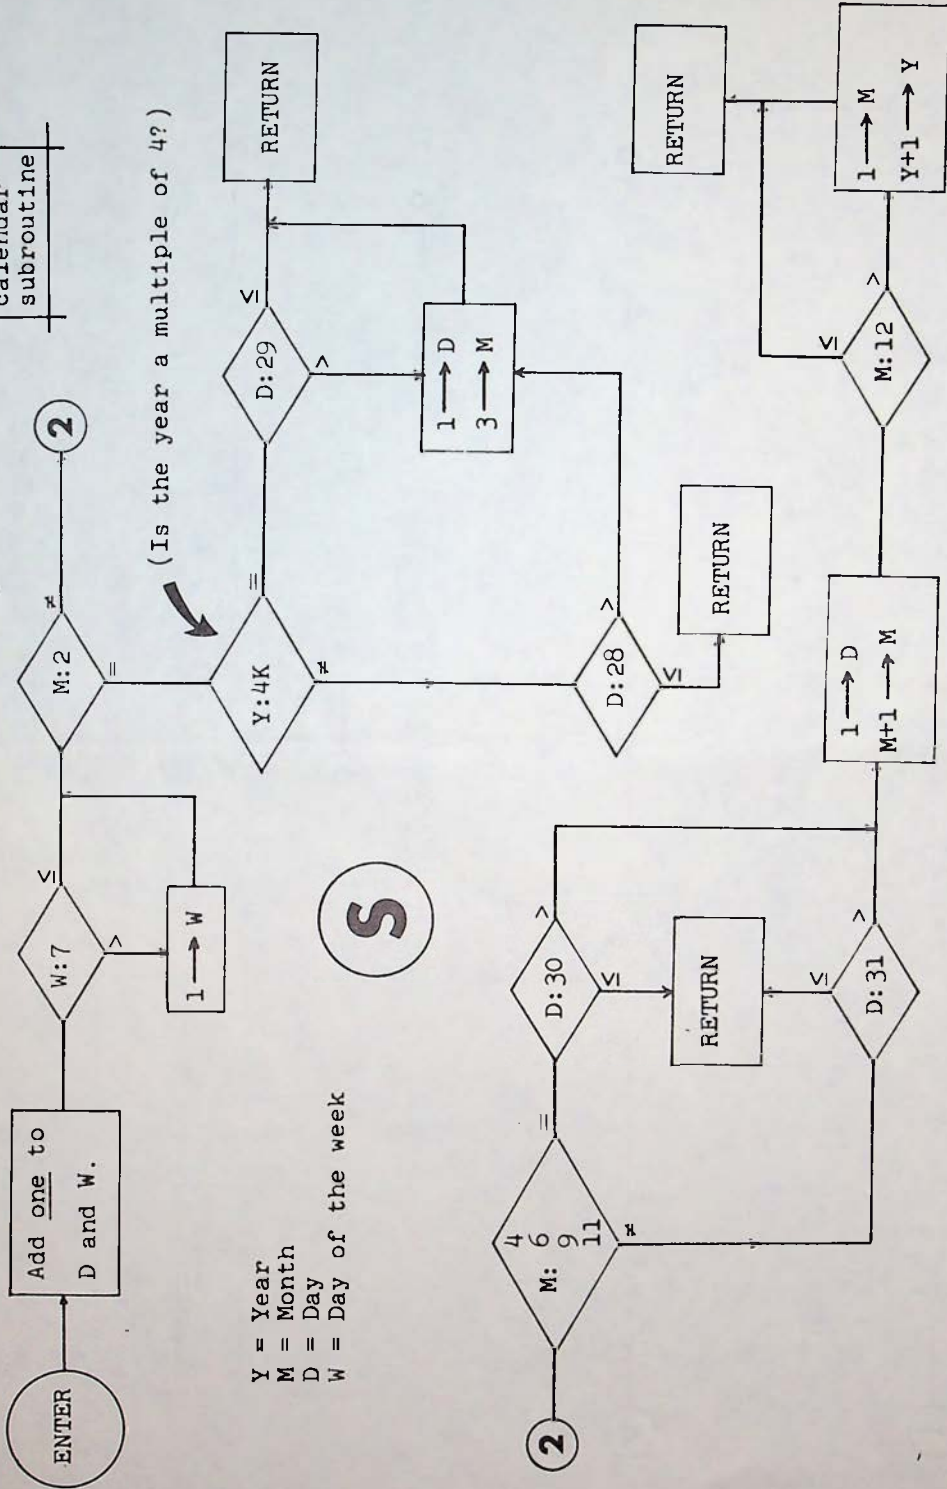 calendar
subroutine
ENTER
Add one to
D and W.
W:7
≤
>
1 → W
M:2
≠
=
2
(Is the year a multiple of 4?)
Y:4K
=
≠
D:29
≤
>
RETURN
1 → D
3 → M
D:28
>
≤
RETURN
Y = Year
M = Month
D = Day
W = Day of the week
S
2
M: 4
6
9
11
=
≠
D:30
>
≤
RETURN
≤
D:31
>
1 → D
M+1 → M
M:12
≤
>
1 → M
Y+1 → Y
RETURN